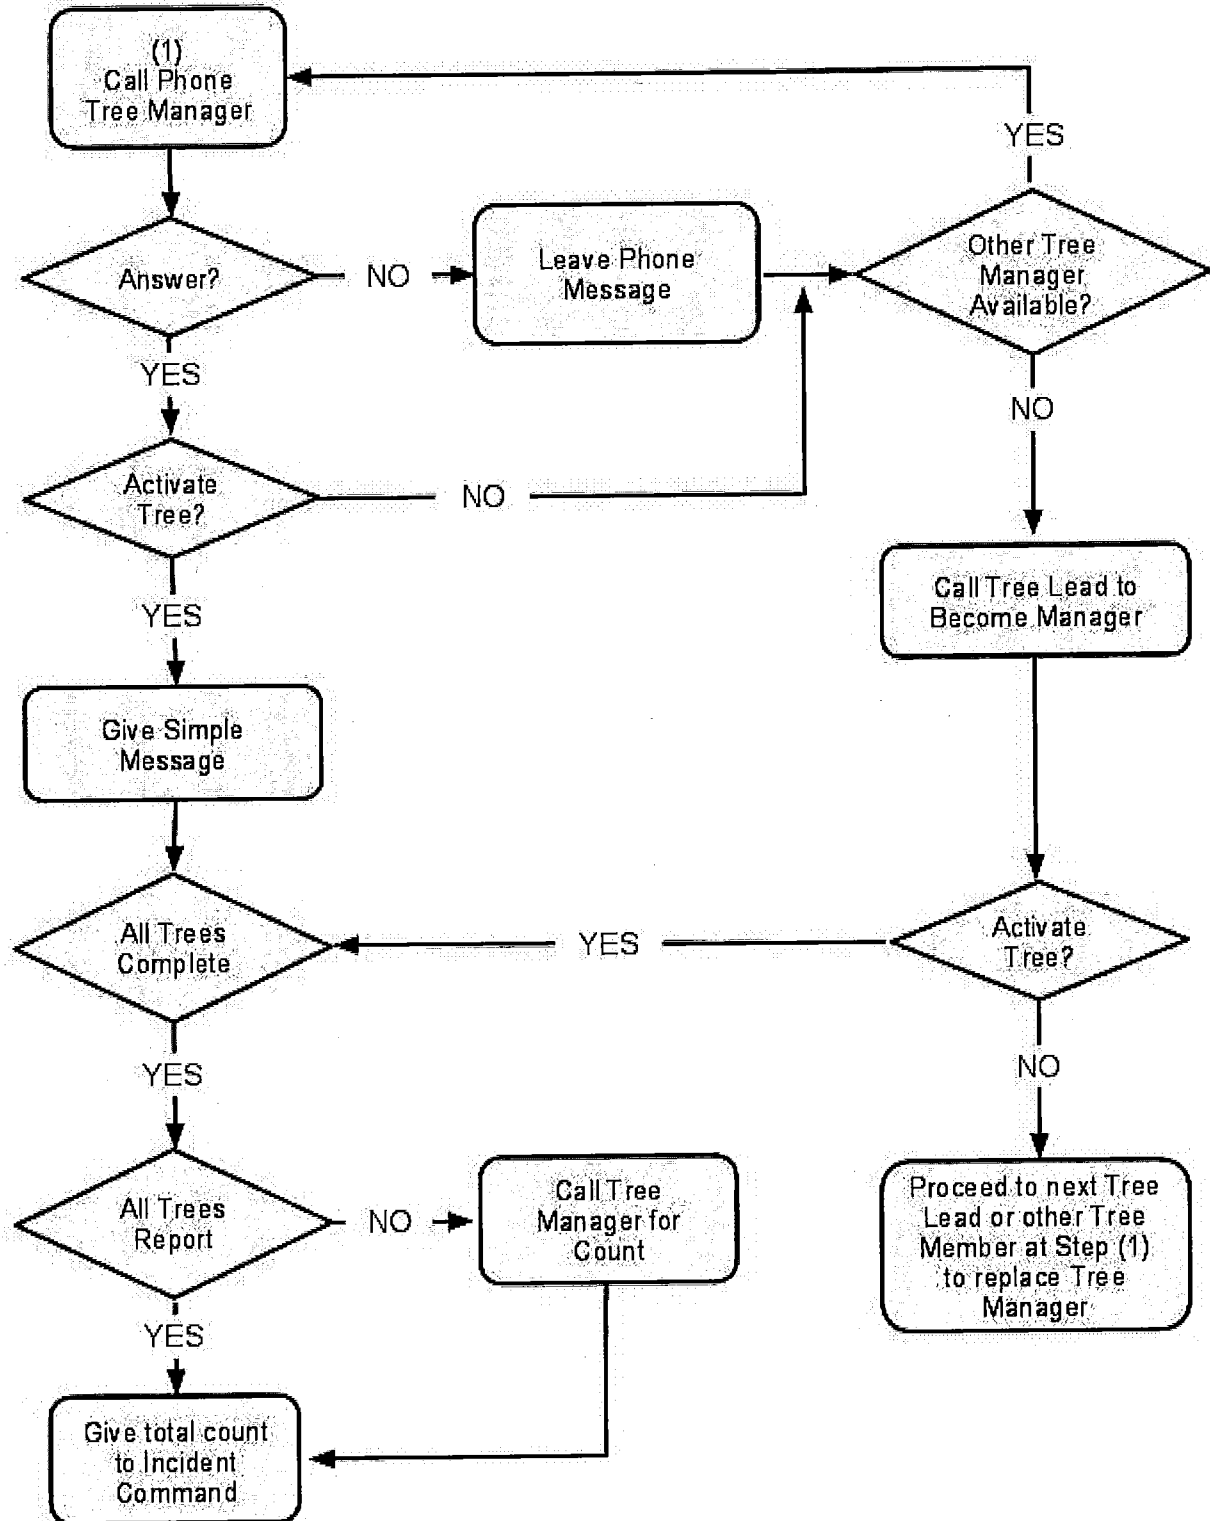 (1)
Call Phone
Tree Manager
YES
Answer?
NO
Leave Phone
Message
Other Tree
Manager
Available?
YES
NO
Activate
Tree?
NO
YES
Call Tree Lead to
Become Manager
Give Simple
Message
All Trees
Complete
YES
Activate
Tree?
YES
NO
All Trees
Report
NO
Call Tree
Manager for
Count
Proceed to next Tree
Lead or other Tree
Member at Step (1)
to replace Tree
Manager
YES
Give total count
to Incident
Command